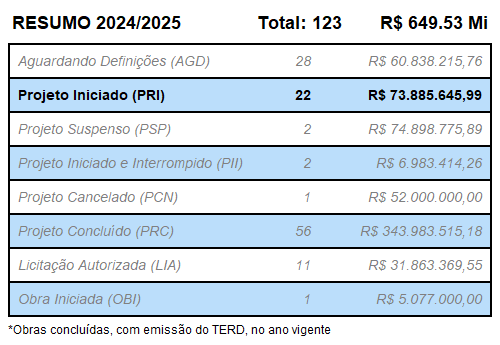 RESUMO 2024/2025 Total: 123 R$ 649.53 Mi
Aguardando Definições (AGD) 28 R$ 60.838.215,76
Projeto Iniciado (PRI) 22 R$ 73.885.645,99
Projeto Suspenso (PSP) 2 R$ 74.898.775,89
Projeto Iniciado e Interrompido (PII) 2 R$ 6.983.414,26
Projeto Cancelado (PCN) 1 R$ 52.000.000,00
Projeto Concluído (PRC) 56 R$ 343.983.515,18
Licitação Autorizada (LIA) 11 R$ 31.863.369,55
Obra Iniciada (OBI) 1 R$ 5.077.000,00
*Obras concluídas, com emissão do TERD, no ano vigente